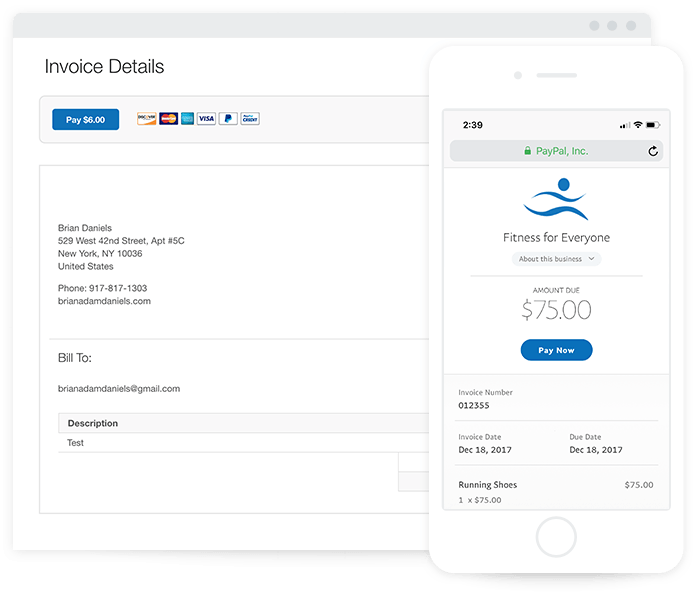 Invoice Details
Pay $6.00
DISCOVER
VISA
PayPal CREDIT
Brian Daniels
529 West 42nd Street, Apt #5C
New York, NY 10036
United States
Phone: 917-817-1303
brianadamdaniels.com
Bill To:
brianadamdaniels@gmail.com
Description
Test
2:39
PayPal, Inc.
Fitness for Everyone
About this business
AMOUNT DUE
$75.00
Pay Now
Invoice Number
012355
Invoice Date Due Date
Dec 18, 2017 Dec 18, 2017
Running Shoes $75.00
1 x $75.00